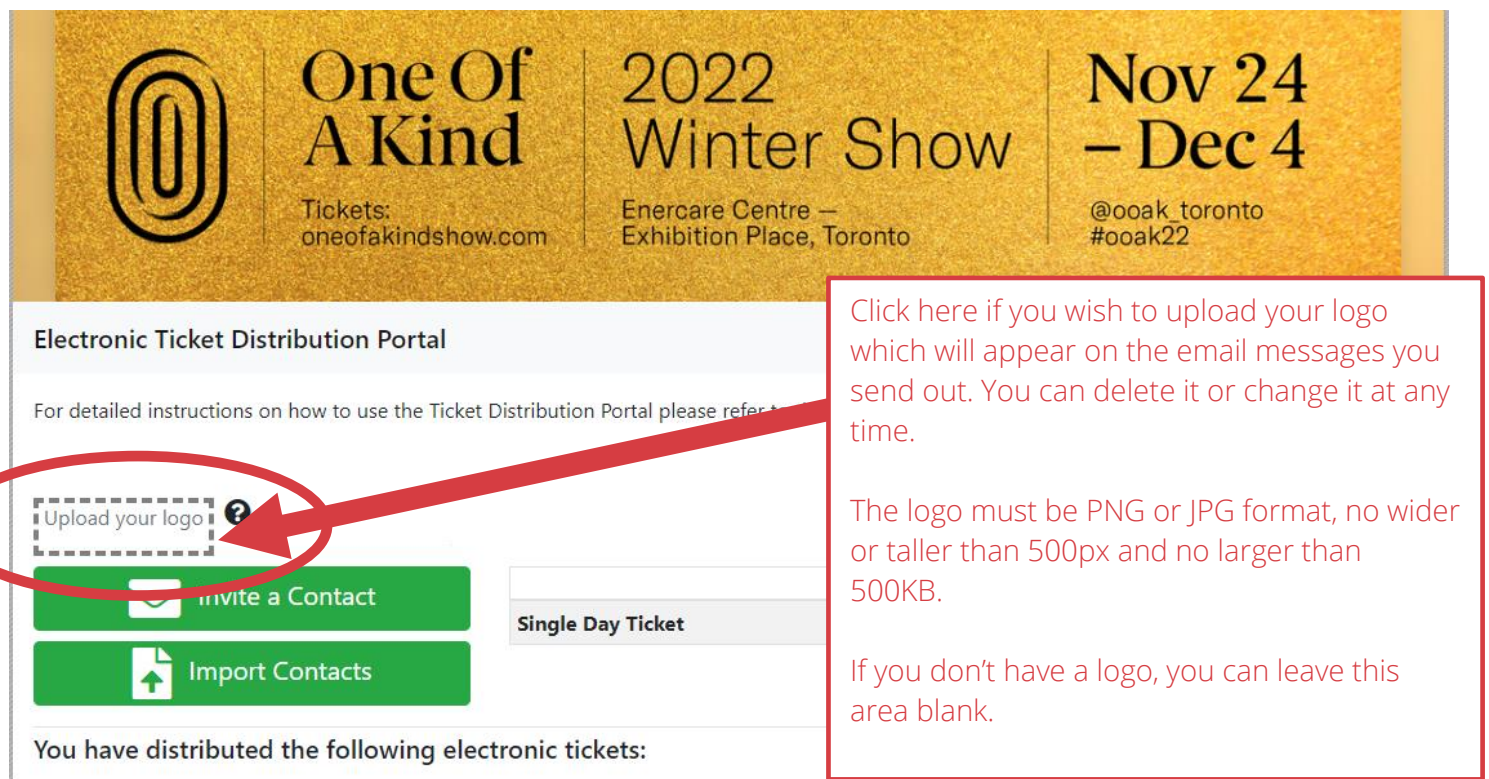 One Of
A Kind
Tickets:
oneofakindshow.com
2022
Winter Show
Enercare Centre –
Exhibition Place, Toronto
Nov 24
– Dec 4
@ooak_toronto
#ooak22
Electronic Ticket Distribution Portal
For detailed instructions on how to use the Ticket Distribution Portal please refer
Upload your logo ?
Invite a Contact
Import Contacts
Single Day Ticket
You have distributed the following electronic tickets:
Click here if you wish to upload your logo
which will appear on the email messages you
send out. You can delete it or change it at any
time.
The logo must be PNG or JPG format, no wider
or taller than 500px and no larger than
500KB.
If you don’t have a logo, you can leave this
area blank.